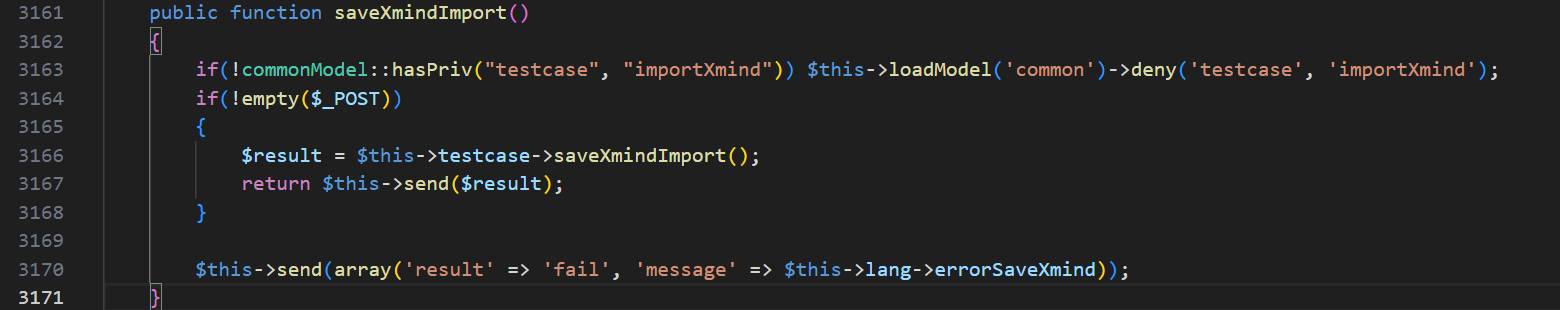 3161 public function saveXmindImport()
3162 {
3163 if(!commonModel::hasPriv("testcase", "importXmind")) $this->loadModel('common')->deny('testcase', 'importXmind');
3164 if(!empty($_POST))
3165 {
3166 $result = $this->testcase->saveXmindImport();
3167 return $this->send($result);
3168 }
3169
3170 $this->send(array('result' => 'fail', 'message' => $this->lang->errorSaveXmind));
3171 }